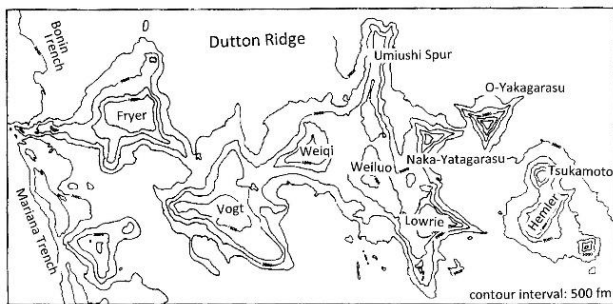 Bonin
Trench
Dutton Ridge
Umiushi Spur
O-Yakagarasu
Fryer
Weiqi
Weiluo
Naka-Yatagarasu
Tsukamoto
Mariana Trench
Vogt
Lowrie
Hemler
contour interval: 500 fm